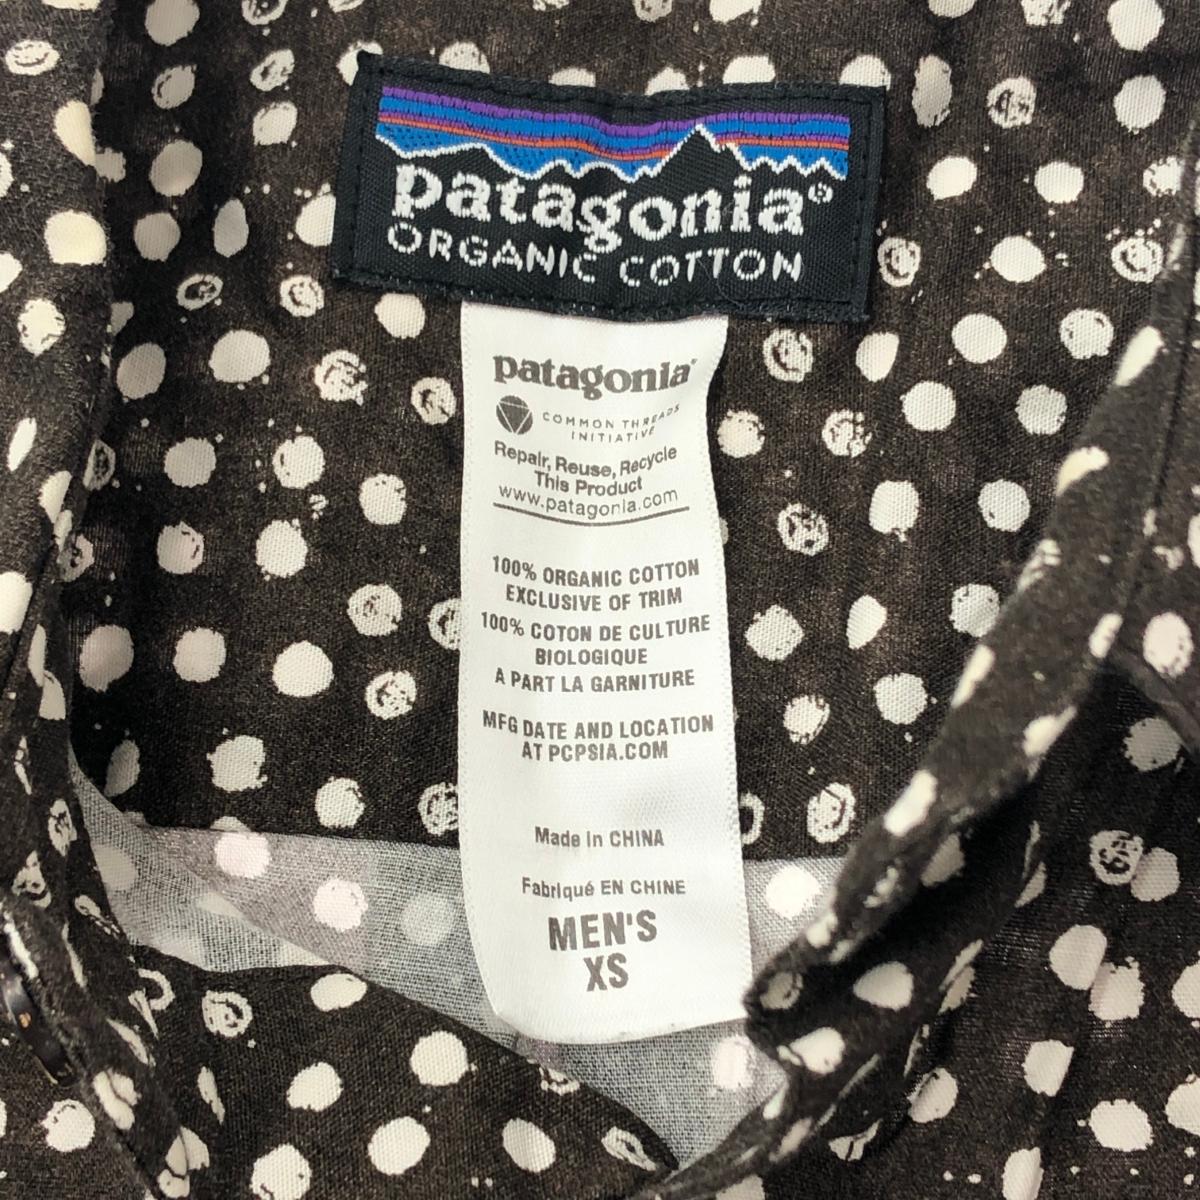 patagonia®
ORGANIC COTTON
patagonia®
COMMON THREADS
INITIATIVE
Repair, Reuse, Recycle
This Product
www.patagonia.com
100% ORGANIC COTTON
EXCLUSIVE OF TRIM
100% COTON DE CULTURE
BIOLOGIQUE
A PART LA GARNITURE
MFG DATE AND LOCATION
AT PCPSIA.COM
Made in CHINA
Fabriqué EN CHINE
MEN'S
XS